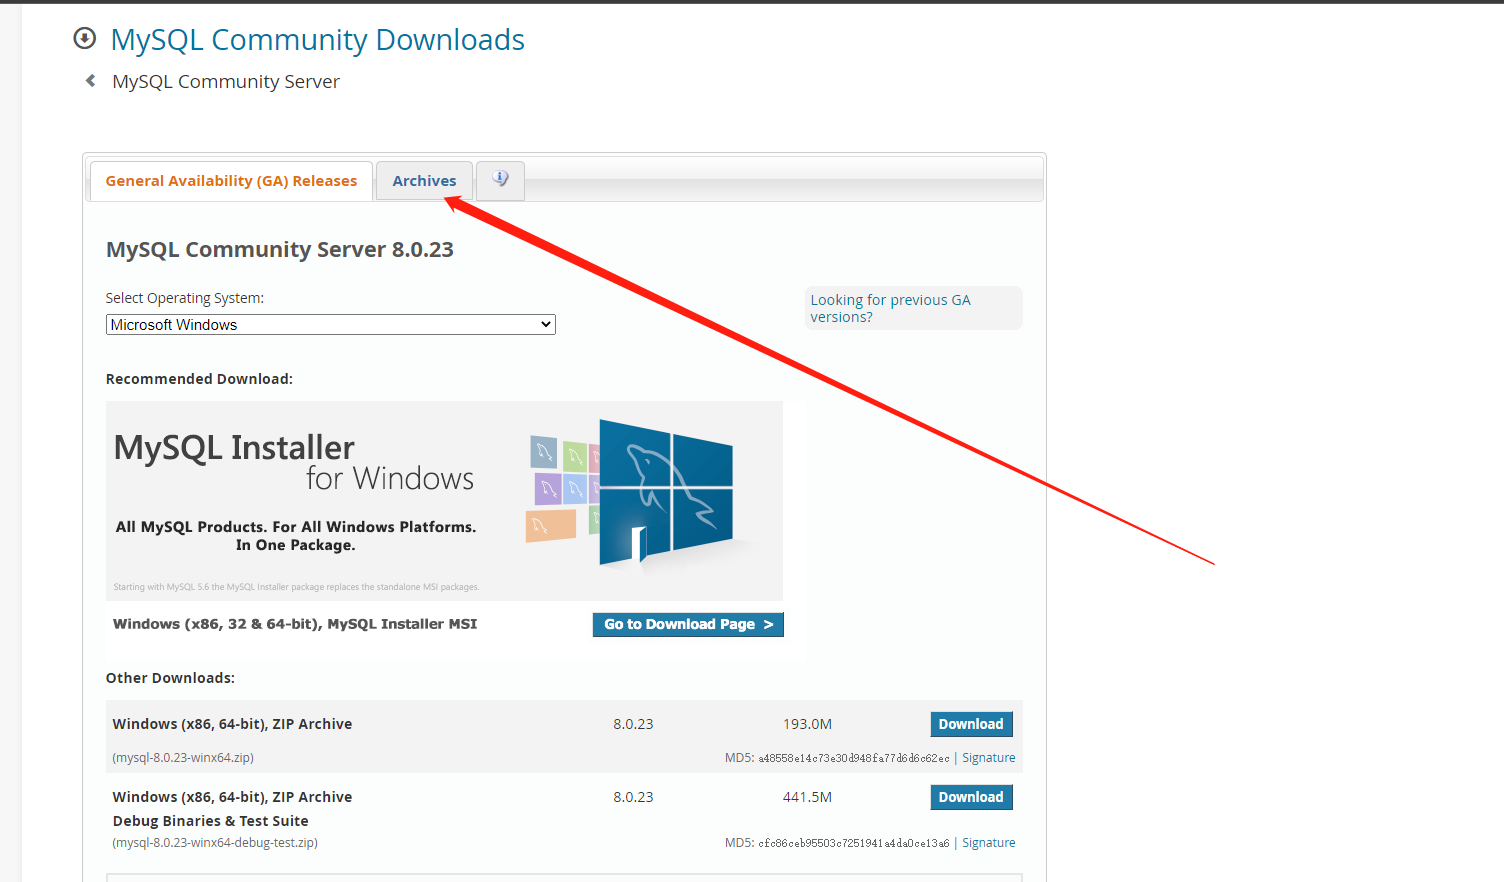 MySQL Community Downloads
MySQL Community Server
General Availability (GA) Releases
Archives
MySQL Community Server 8.0.23
Select Operating System:
Microsoft Windows
Looking for previous GA
versions?
Recommended Download:
MySQL Installer
for Windows
All MySQL Products. For All Windows Platforms.
In One Package.
Starting with MySQL 5.6 the MySQL Installer package replaces the standalone MSI packages.
Windows (x86, 32 & 64-bit), MySQL Installer MSI
Go to Download Page >
Other Downloads:
Windows (x86, 64-bit), ZIP Archive 8.0.23 193.0M Download
(mysql-8.0.23-winx64.zip) MD5: a48558e14c73e30d948fa77d6d6c62ec | Signature
Windows (x86, 64-bit), ZIP Archive 8.0.23 441.5M Download
Debug Binaries & Test Suite
(mysql-8.0.23-winx64-debug-test.zip) MD5: cfc86ceb95503c7251941a4da0ce13a6 | Signature